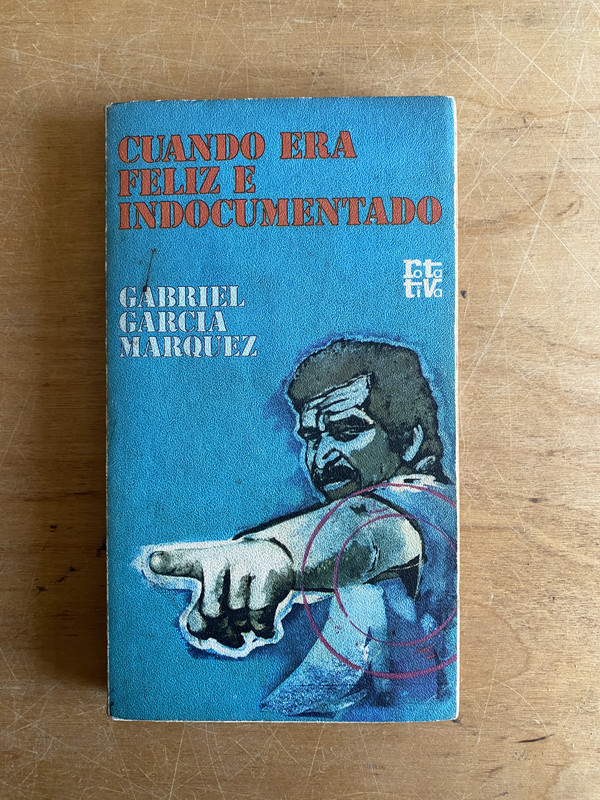 CUANDO ERA
FELIZ E
INDOCUMENTADO
rota
tiva
GABRIEL
GARCIA
MARQUEZ